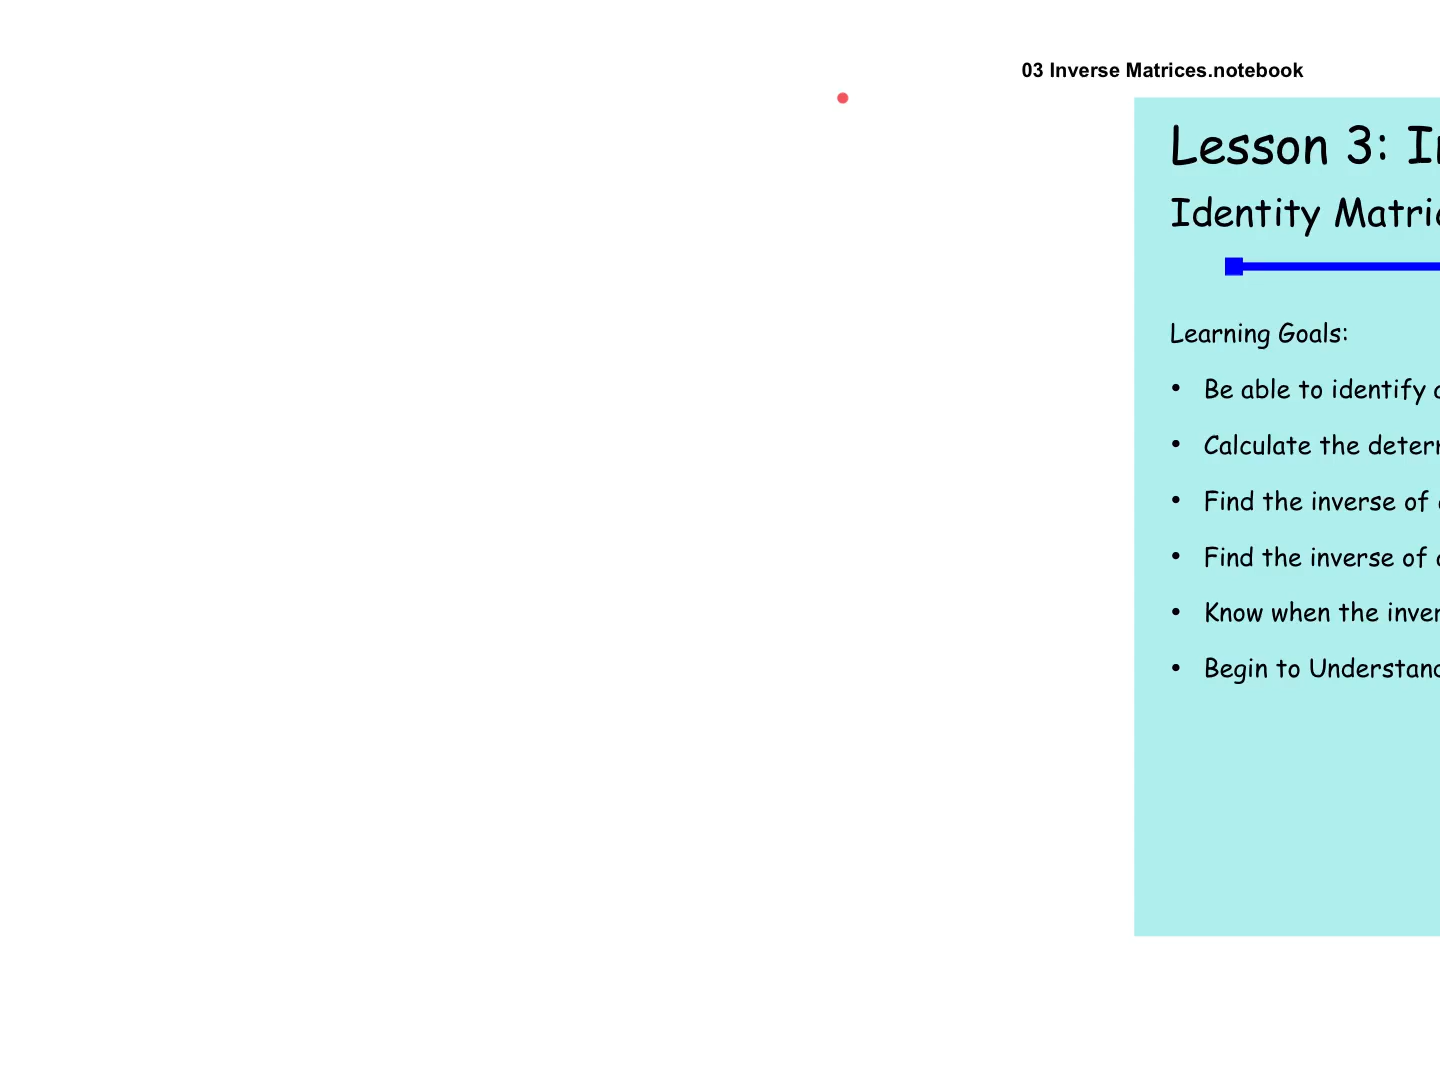 03 Inverse Matrices.notebook
Lesson 3:
Identity
Learning Goals:
• Be able to identify
• Calculate the
• Find the inverse of
• Find the inverse of
• Know when the
• Begin to